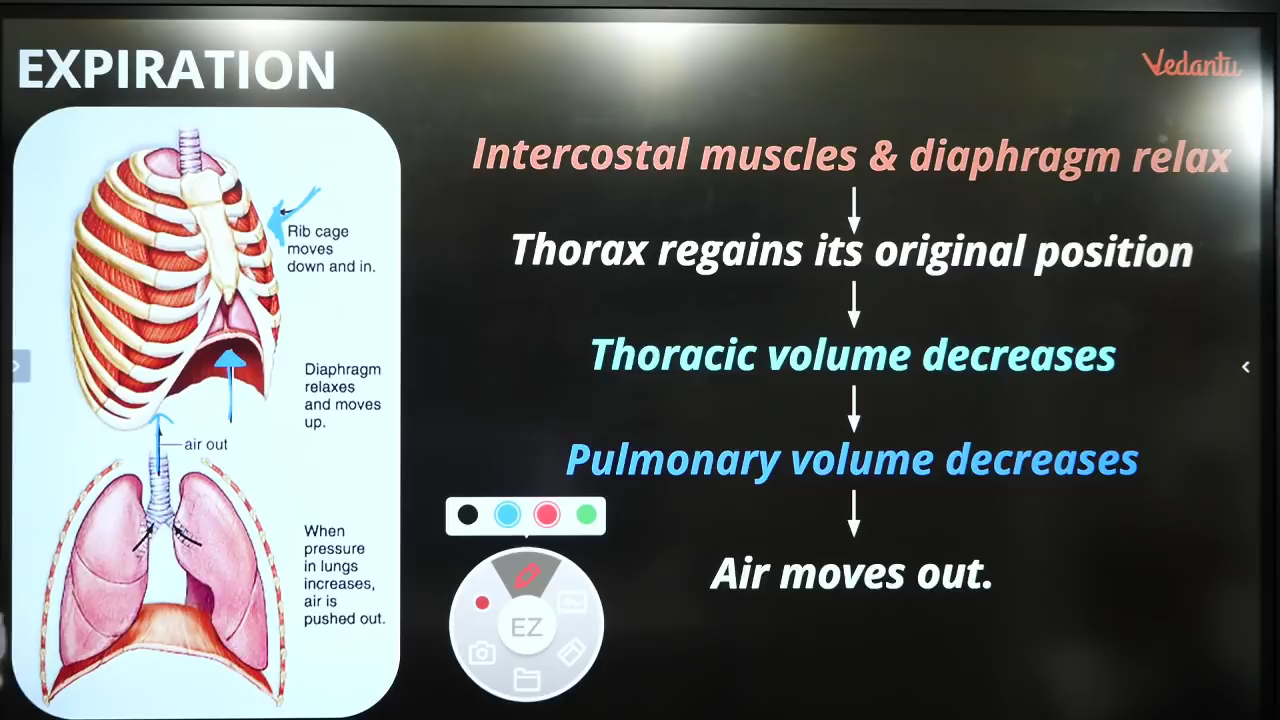 EXPIRATION
Vedantu
Intercostal muscles & diaphragm relax
Thorax regains its original position
Thoracic volume decreases
Pulmonary volume decreases
Air moves out.
Rib cage
moves
down and in.
Diaphragm
relaxes
and moves
up.
air out
When
pressure
in lungs
increases,
air is
pushed out.
EZ